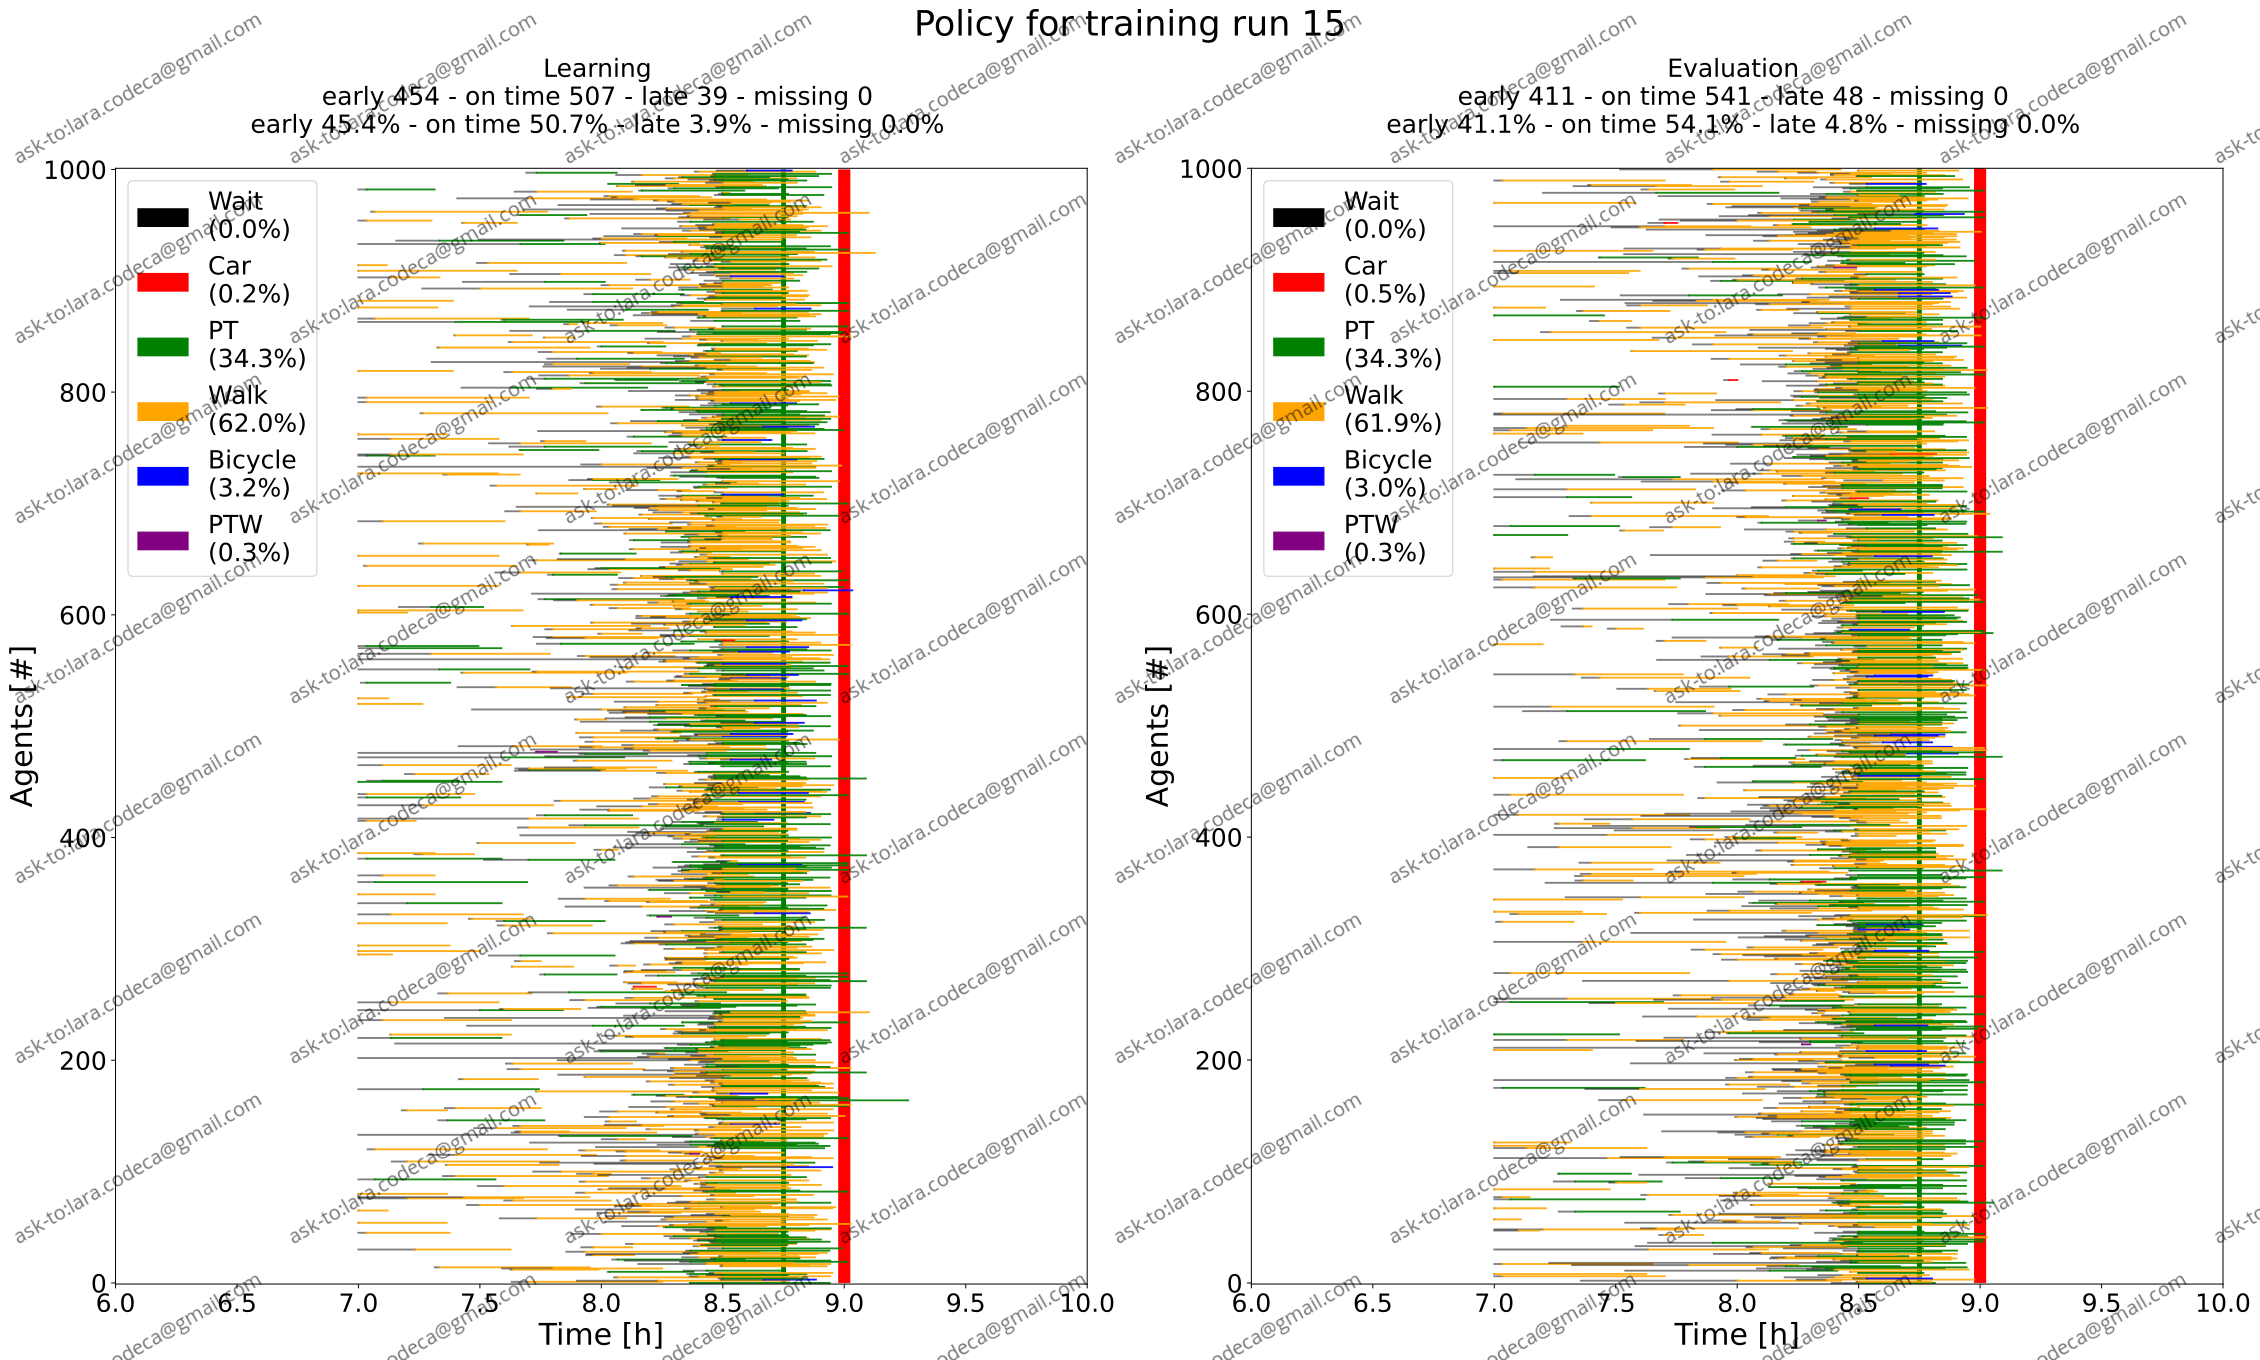 Policy for training run 15
Learning
early 454 - on time 507 - late 39 - missing 0
early 45.4% - on time 50.7% - late 3.9% - missing 0.0%
1000
800
600
400
200
0
Agents [#]
Wait
(0.0%)
Car
(0.2%)
PT
(34.3%)
Walk
(62.0%)
Bicycle
(3.2%)
PTW
(0.3%)
6.0 6.5 7.0 7.5 8.0 8.5 9.0 9.5 10.0
Time [h]
Evaluation
early 411 - on time 541 - late 48 - missing 0
early 41.1% - on time 54.1% - late 4.8% - missing 0.0%
1000
800
600
400
200
0
Agents [#]
Wait
(0.0%)
Car
(0.5%)
PT
(34.3%)
Walk
(61.9%)
Bicycle
(3.0%)
PTW
(0.3%)
6.0 6.5 7.0 7.5 8.0 8.5 9.0 9.5 10.0
Time [h]
ask-to:lara.codeca@gmail.com